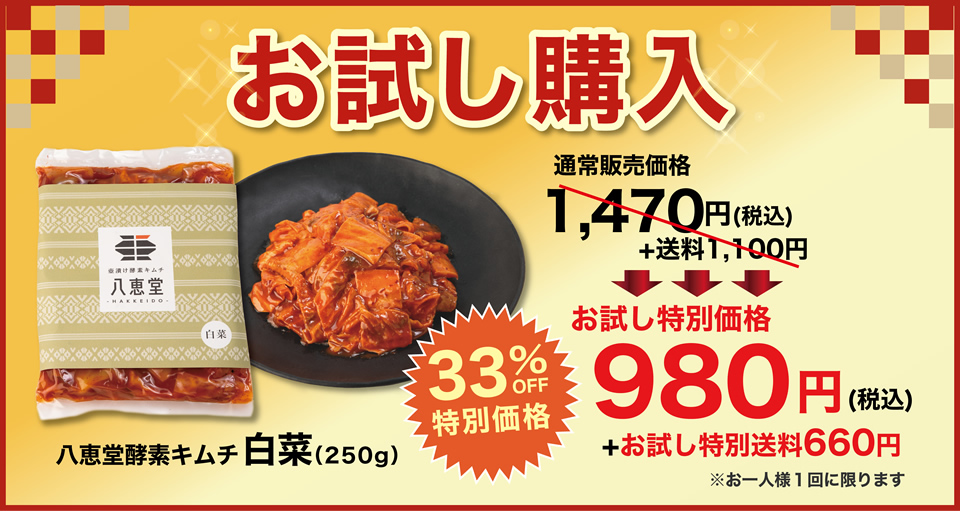 お試し購入
壺漬け酵素キムチ
八恵堂
-HAKKEIDO-
白菜
八恵堂酵素キムチ 白菜(250g)
33%OFF
特別価格
通常販売価格
1,470円(税込)
+送料1,100円
お試し特別価格
980円(税込)
+お試し特別送料660円
※お一人様1回に限ります